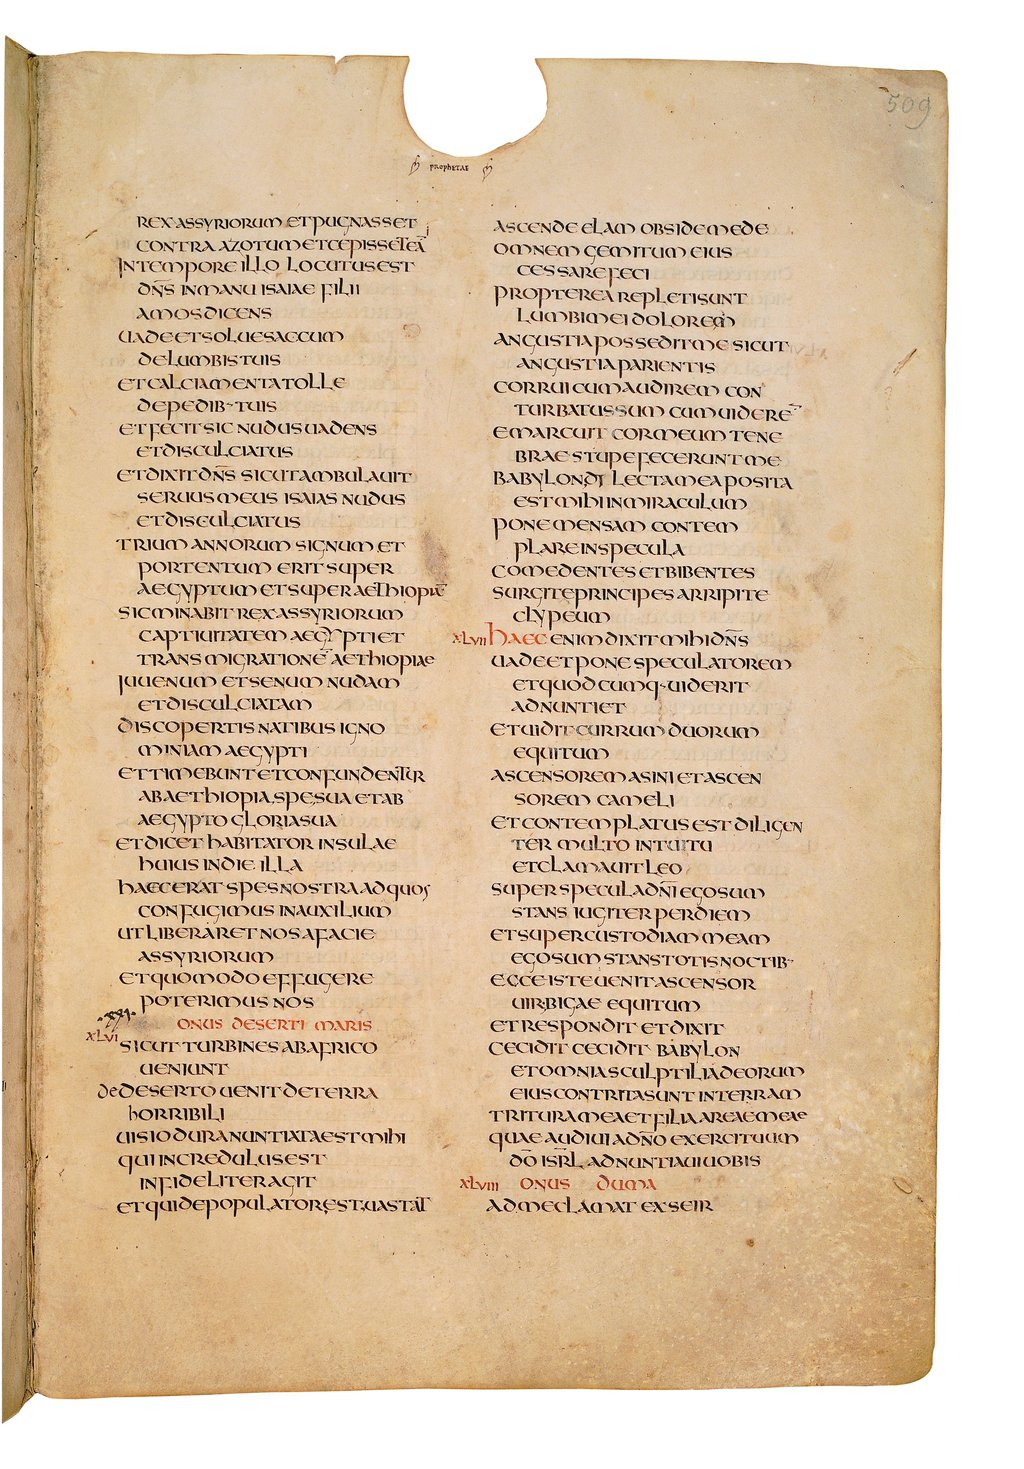 509
prophetae
REX ASSYRIORUM ET PUGNASSET
CONTRA AZOTUM ET CEPISSET EĀ
IN TEMPORE ILLO LOCUTUS EST
DN̄S IN MANU ISAIAE FILII
AMOS DICENS
UADE ET SOLUE SACCUM
DE LUMBIS TUIS
ET CALCIAMENTA TOLLE
DE PEDIB· TUIS
ET FECIT SIC NUDUS UADENS
ET DISCULCIATUS
ET DIXIT DN̄S SICUT AMBULAUIT
SERUUS MEUS ISAIAS NUDUS
ET DISCULCIATUS
TRIUM ANNORUM SIGNUM ET
PORTENTUM ERIT SUPER
AEGYPTUM ET SUPER AETHIOPIĀ
SIC MINABIT REX ASSYRIORUM
CAPTIUITATEM AEGYPTI ET
TRANSMIGRATIONĒ AETHIOPIAE
IUUENUM ET SENUM NUDAM
ET DISCULCIATAM
DISCOPERTIS NATIBUS IGNO
MINIAM AEGYPTI
ET TIMEBUNT ET CONFUNDENTUR
AB AETHIOPIA SPE SUA ET AB
AEGYPTO GLORIA SUA
ET DICET HABITATOR INSULAE
HUIUS IN DIE ILLA
HAECERAT SPES NOSTRA AD QUOS
CONFUGIMUS IN AUXILIUM
UT LIBERARET NOS A FACIE
ASSYRIORUM
ET QUOMODO EFFUGERE
POTERIMUS NOS
XLVI ONUS DESERTI MARIS
SICUT TURBINES AB AFRICO
UENIUNT
de DESERTO UENIT DE TERRA
HORRIBILI
UISIO DURA NUNTIATA EST MIHI
QUI INCREDULUS EST
INFIDELITER AGIT
ET QUI DEPOPULATOR EST UASTAT
ASCENDE ELAM OBSIDE MEDE
OMNEM GEMITUM EIUS
CESSARE FECI
PROPTEREA REPLETI SUNT
LUMBI MEI DOLOREM
ANGUSTIA POSSEDIT ME SICUT
ANGUSTIA PARIENTIS
CORRUI CUM AUDIREM CON
TURBATUS SUM CUM UIDERĒ
EMARCUIT COR MEUM TENE
BRAE STUPEFECERUNT ME
BABYLON DILECTA MEA POSITA
EST MIHI IN MIRACULUM
PONE MENSAM CONTEM
PLARE IN SPECULA
COMEDENTES ET BIBENTES
SURGITE PRINCIPES ARRIPITE
CLYPEUM
XLVII HAEC ENIM DIXIT MIHI DN̄S
UADE ET PONE SPECULATOREM
ET QUODCUMQ· UIDERIT
ADNUNTIET
ET UIDIT CURRUM DUORUM
EQUITUM
ASCENSOREM ASINI ET ASCEN
SOREM CAMELI
ET CONTEMPLATUS EST DILIGEN
TER MULTO INTUITU
ET CLAMAUIT LEO
SUPER SPECULA DN̄I EGO SUM
STANS IUGITER PER DIEM
ET SUPER CUSTODIAM MEAM
EGO SUM STANS TOTIS NOCTIB·
ECCE ISTE UENIT ASCENSOR
UIR BIGAE EQUITUM
ET RESPONDIT ET DIXIT
CECIDIT CECIDIT BABYLON
ET OMNIA SCULPTILIA DEORUM
EIUS CONTRITA SUNT IN TERRAM
TRITURA MEA ET FILIA AREAE MEAE
QUAE AUDIUI A DN̄O EXERCITUUM
DŌ ISRL̄ ADNUNTIAUI UOBIS
XLVIII ONUS DUMA
AD ME CLAMAT EX SEIR